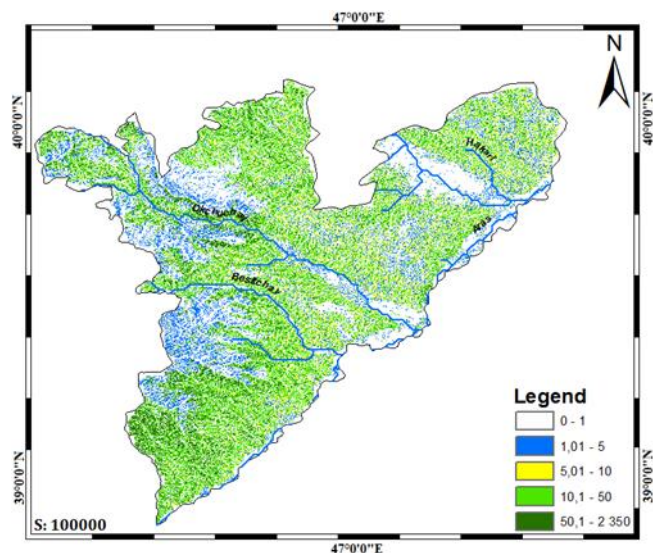 47°0'0"E
N
40°0'0"N
40°0'0"N
Hakari
Okchuchay
Aras
Besitchay
39°0'0"N
39°0'0"N
Legend
0 - 1
1,01 - 5
5,01 - 10
10,1 - 50
50,1 - 2 350
S: 100000
47°0'0"E